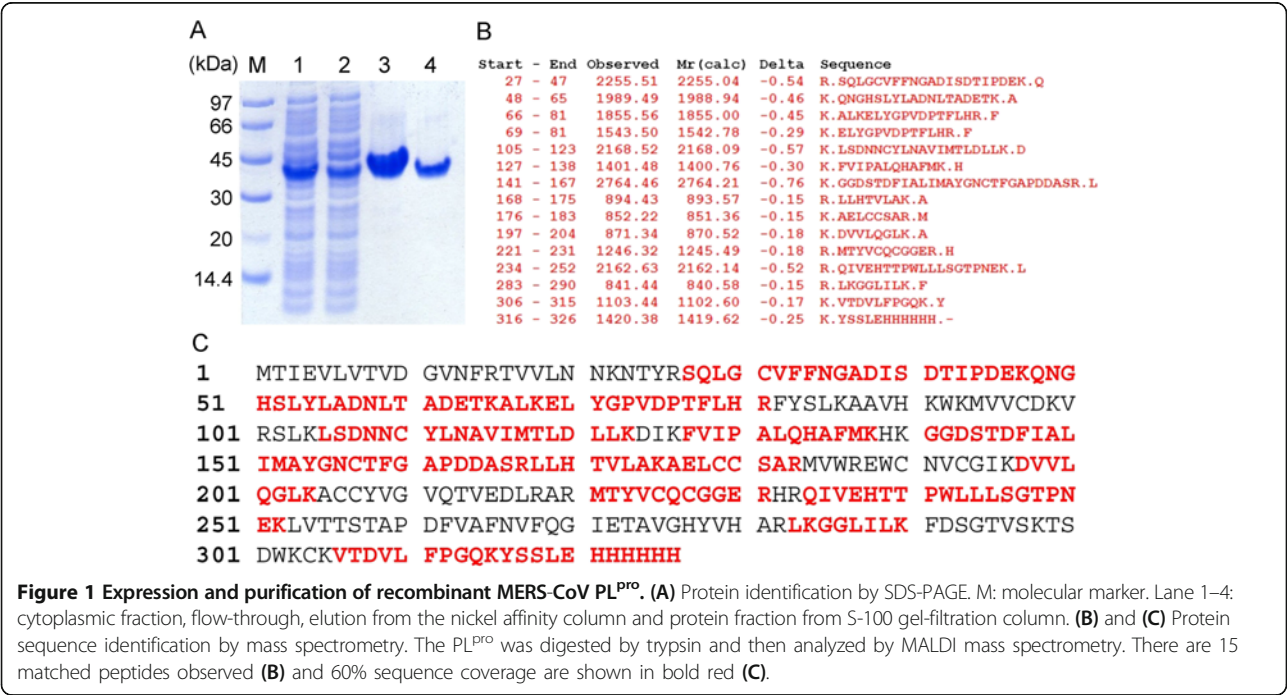 A
(kDa) M 1 2 3 4
97
66
45
30
20
14.4
B
Start - End Observed Mr(calc) Delta Sequence
27 - 47 2255.51 2255.04 -0.54 R.SQLGCVFFNGADISDTIPDEK.Q
48 - 65 1989.49 1988.94 -0.46 K.QNGHSLYLADNLTADETK.A
66 - 81 1855.56 1855.00 -0.45 K.ALKELYGPVDPTFLHR.F
69 - 81 1543.50 1542.78 -0.29 K.ELYGPVDPTFLHR.F
105 - 123 2168.52 2168.09 -0.57 K.LSDNNCYLNAVIMTLDLLK.D
127 - 138 1401.48 1400.76 -0.30 K.FVIPALQHAFMK.H
141 - 167 2764.46 2764.21 -0.76 K.GGDSTDFIALIMAYGNCTFGAPDDASR.L
168 - 175 894.43 893.57 -0.15 R.LLHTVLAK.A
176 - 183 852.22 851.36 -0.15 K.AELCCSAR.M
197 - 204 871.34 870.52 -0.18 K.DVVLQGLK.A
221 - 231 1246.32 1245.49 -0.18 R.MTYVCQCGGER.H
234 - 252 2162.63 2162.14 -0.52 R.QIVEHTTPWLLLSGTPNEK.L
283 - 290 841.44 840.58 -0.15 R.LKGGLILK.F
306 - 315 1103.44 1102.60 -0.17 K.VTDVLFPGQK.Y
316 - 326 1420.38 1419.62 -0.25 K.YSSLEHHHHHH.-
C
1 MTIEVLVTVD GVNFRTVVLN NKNTYRSQLG CVFFNGADIS DTIPDEKQNG
51 HSLYLADNLT ADETKALKEL YGPVDPTFLH RFYSLKAAVH KWKMVVCDKV
101 RSLKLSDNNC YLNAVIMTLD LLKDIKFVIP ALQHAFMKHK GGDSTDFIAL
151 IMAYGNCTFG APDDASRLLH TVLAKAELCC SARMVWREWC NVCGIKDVVL
201 QGLKACCYVG VQTVEDLRAR MTYVCQCGGE RHRQIVEHTT PWLLLSGTPN
251 EKLVTTSTAP DFVAFNVFQG IETAVGHYVH ARLKGGLILK FDSGTVSKTS
301 DWKCKVTDVL FPGQKYSSLE HHHHHH
Figure 1 Expression and purification of recombinant MERS-CoV PLpro. (A) Protein identification by SDS-PAGE. M: molecular marker. Lane 1–4:
cytoplasmic fraction, flow-through, elution from the nickel affinity column and protein fraction from S-100 gel-filtration column. (B) and (C) Protein
sequence identification by mass spectrometry. The PLpro was digested by trypsin and then analyzed by MALDI mass spectrometry. There are 15
matched peptides observed (B) and 60% sequence coverage are shown in bold red (C).